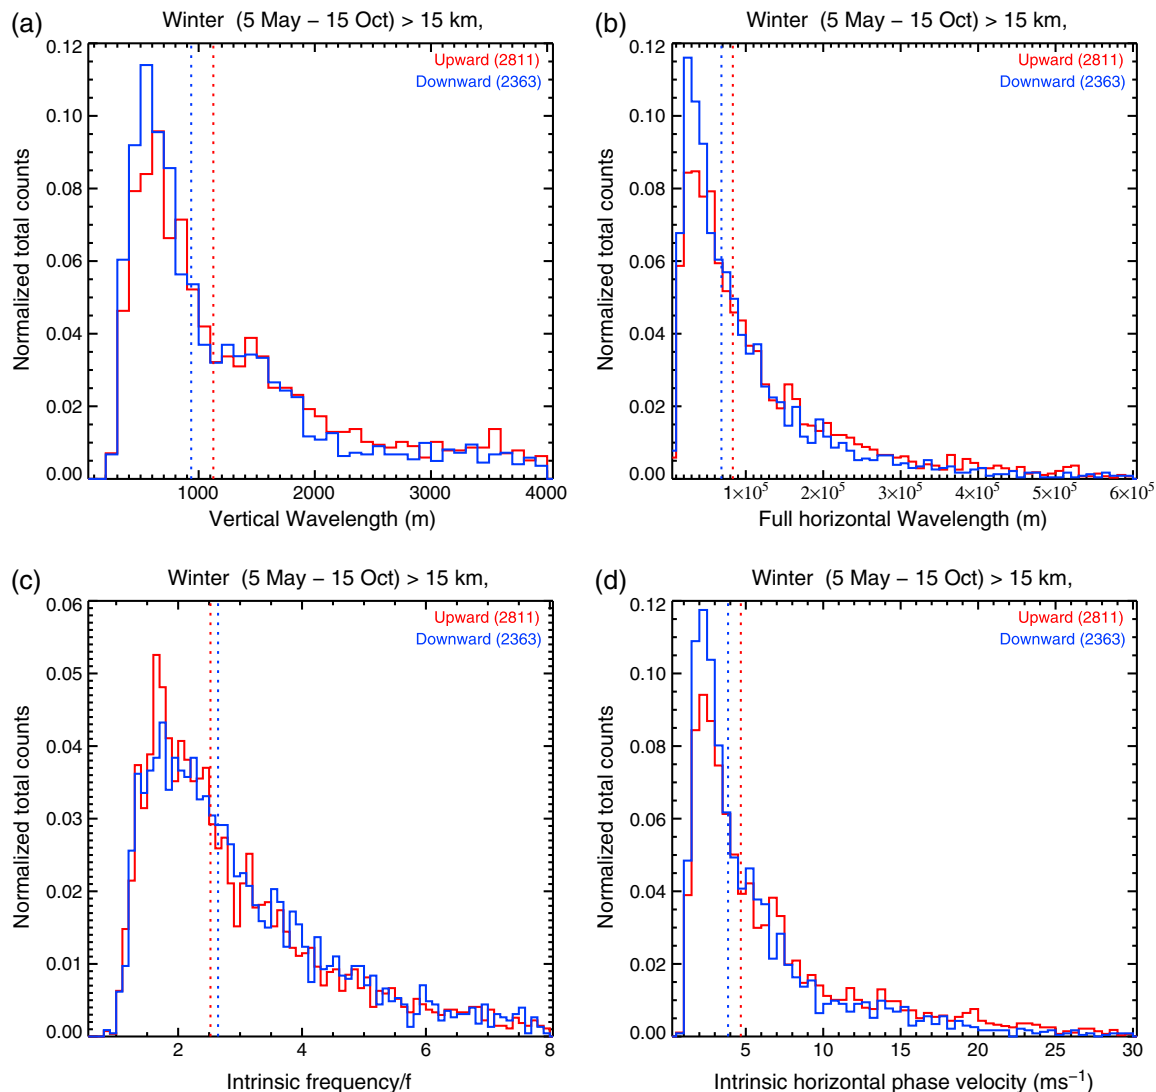 (a)
Winter (5 May – 15 Oct) > 15 km,
Upward (2811)
Downward (2363)
Normalized total counts
0.12
0.10
0.08
0.06
0.04
0.02
0.00
1000 2000 3000 4000
Vertical Wavelength (m)
(b)
Winter (5 May – 15 Oct) > 15 km,
Upward (2811)
Downward (2363)
Normalized total counts
0.12
0.10
0.08
0.06
0.04
0.02
0.00
1×10⁵ 2×10⁵ 3×10⁵ 4×10⁵ 5×10⁵ 6×10⁵
Full horizontal Wavelength (m)
(c)
Winter (5 May – 15 Oct) > 15 km,
Upward (2811)
Downward (2363)
Normalized total counts
0.06
0.05
0.04
0.03
0.02
0.01
0.00
2 4 6 8
Intrinsic frequency/f
(d)
Winter (5 May – 15 Oct) > 15 km,
Upward (2811)
Downward (2363)
Normalized total counts
0.12
0.10
0.08
0.06
0.04
0.02
0.00
5 10 15 20 25 30
Intrinsic horizontal phase velocity (ms⁻¹)